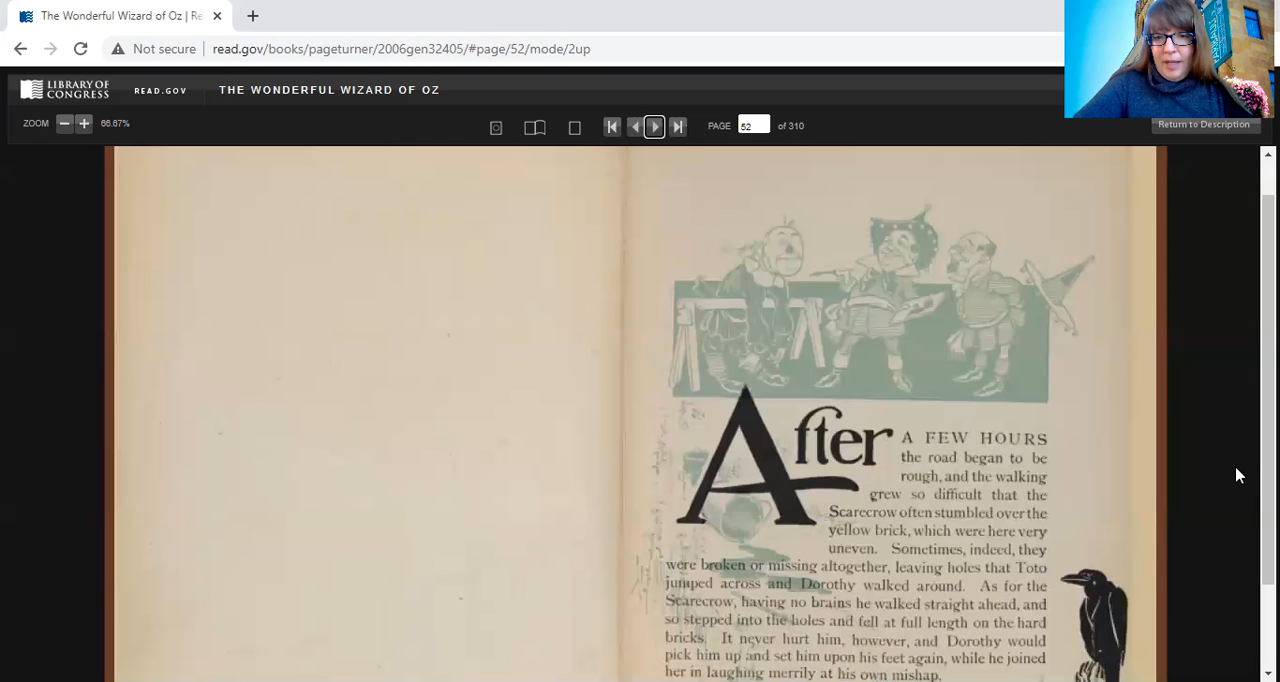 The Wonderful Wizard of Oz | Re
Not secure | read.gov/books/pageturner/2006gen32405/#page/52/mode/2up
LIBRARY OF CONGRESS READ.GOV THE WONDERFUL WIZARD OF OZ
ZOOM 66.67% PAGE 52 of 310 Return to Description
After A FEW HOURS
the road began to be
rough, and the walking
grew so difficult that the
Scarecrow often stumbled over the
yellow brick, which were here very
uneven. Sometimes, indeed, they
were broken or missing altogether, leaving holes that Toto
jumped across and Dorothy walked around. As for the
Scarecrow, having no brains he walked straight ahead, and
so stepped into the holes and fell at full length on the hard
bricks. It never hurt him, however, and Dorothy would
pick him up and set him upon his feet again, while he joined
her in laughing merrily at his own mishap.